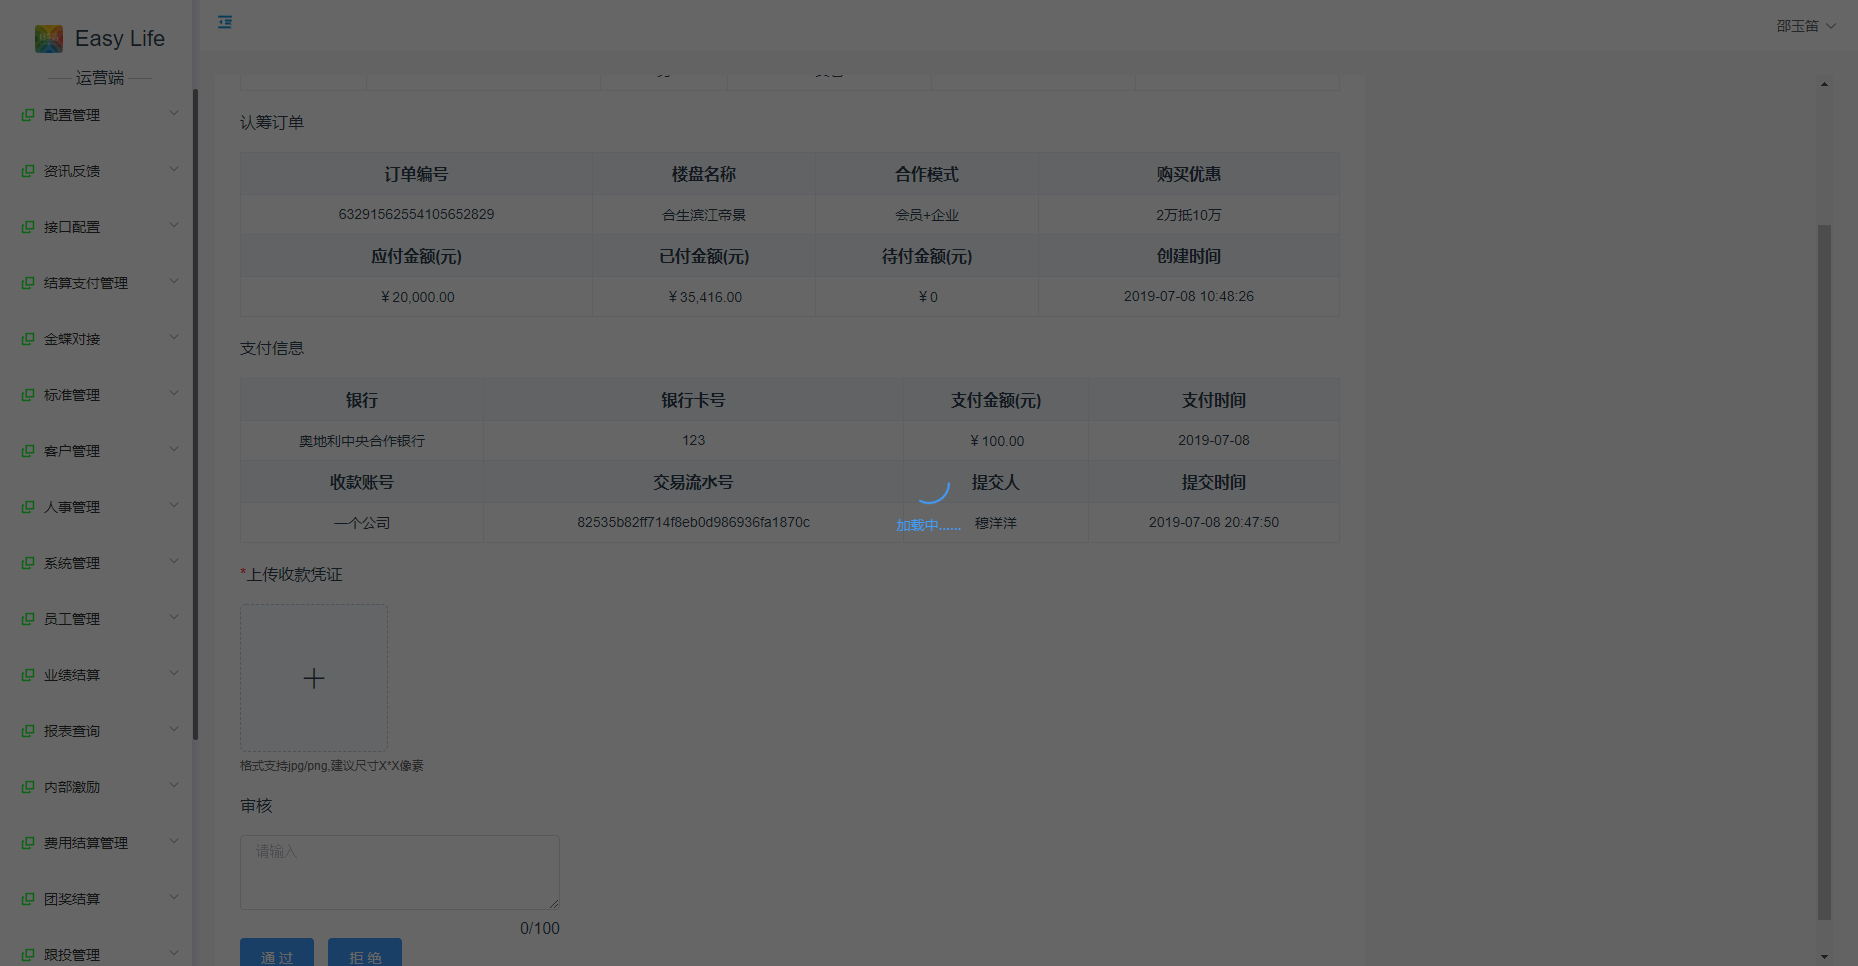 Easy Life
运营端
邵玉笛
配置管理
资讯反馈
接口配置
结算支付管理
金蝶对接
标准管理
客户管理
人事管理
系统管理
员工管理
业绩结算
报表查询
内部激励
费用结算管理
团奖结算
跟投管理
认筹订单
订单编号 楼盘名称 合作模式 购买优惠
63291562554105652829 合生滨江帝景 会员+企业 2万抵10万
应付金额(元) 已付金额(元) 待付金额(元) 创建时间
¥20,000.00 ¥35,416.00 ¥0 2019-07-08 10:48:26
支付信息
银行 银行卡号 支付金额(元) 支付时间
奥地利中央合作银行 123 ¥100.00 2019-07-08
收款账号 交易流水号 提交人 提交时间
一个公司 82535b82ff714f8eb0d986936fa1870c 穆洋洋 2019-07-08 20:47:50
加载中......
*上传收款凭证
格式支持jpg/png,建议尺寸X*X像素
审核
请输入
0/100
通过 拒绝